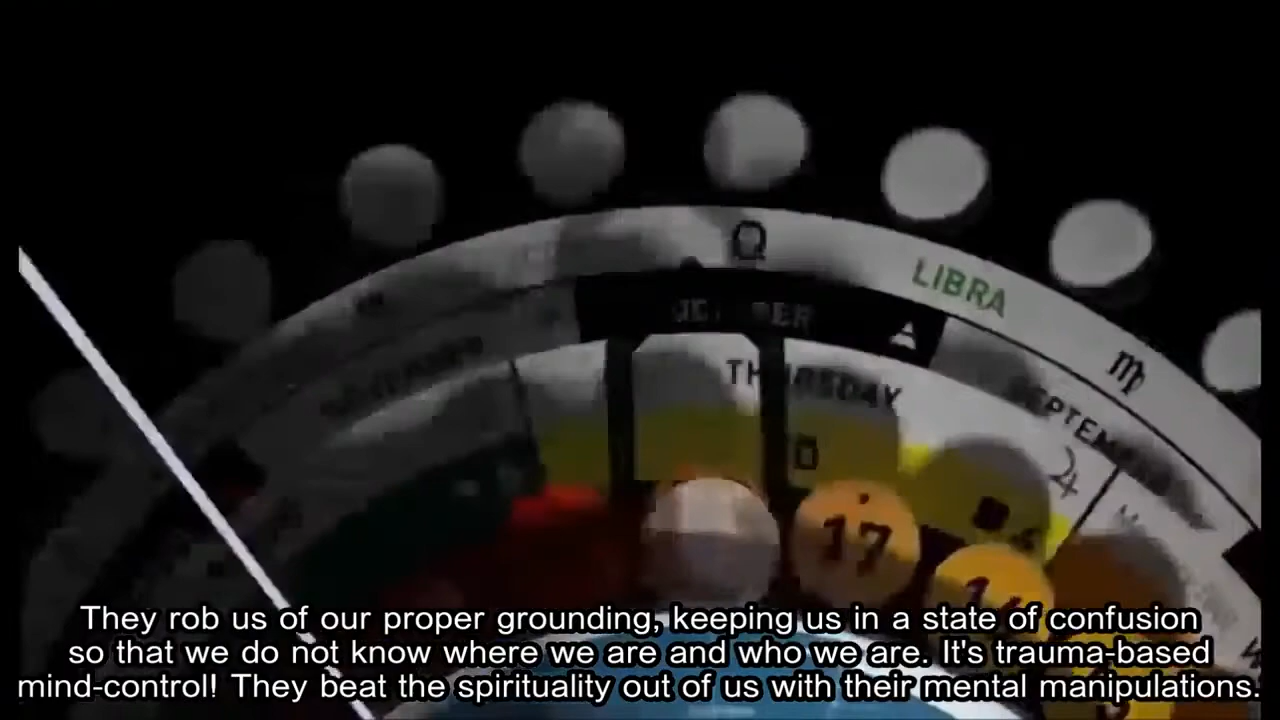 Ω
LIBRA
♍
OCTOBER
A
THURSDAY
SEPTEMBER
♃
17
They rob us of our proper grounding, keeping us in a state of confusion
so that we do not know where we are and who we are. It's trauma-based
mind-control! They beat the spirituality out of us with their mental manipulations.